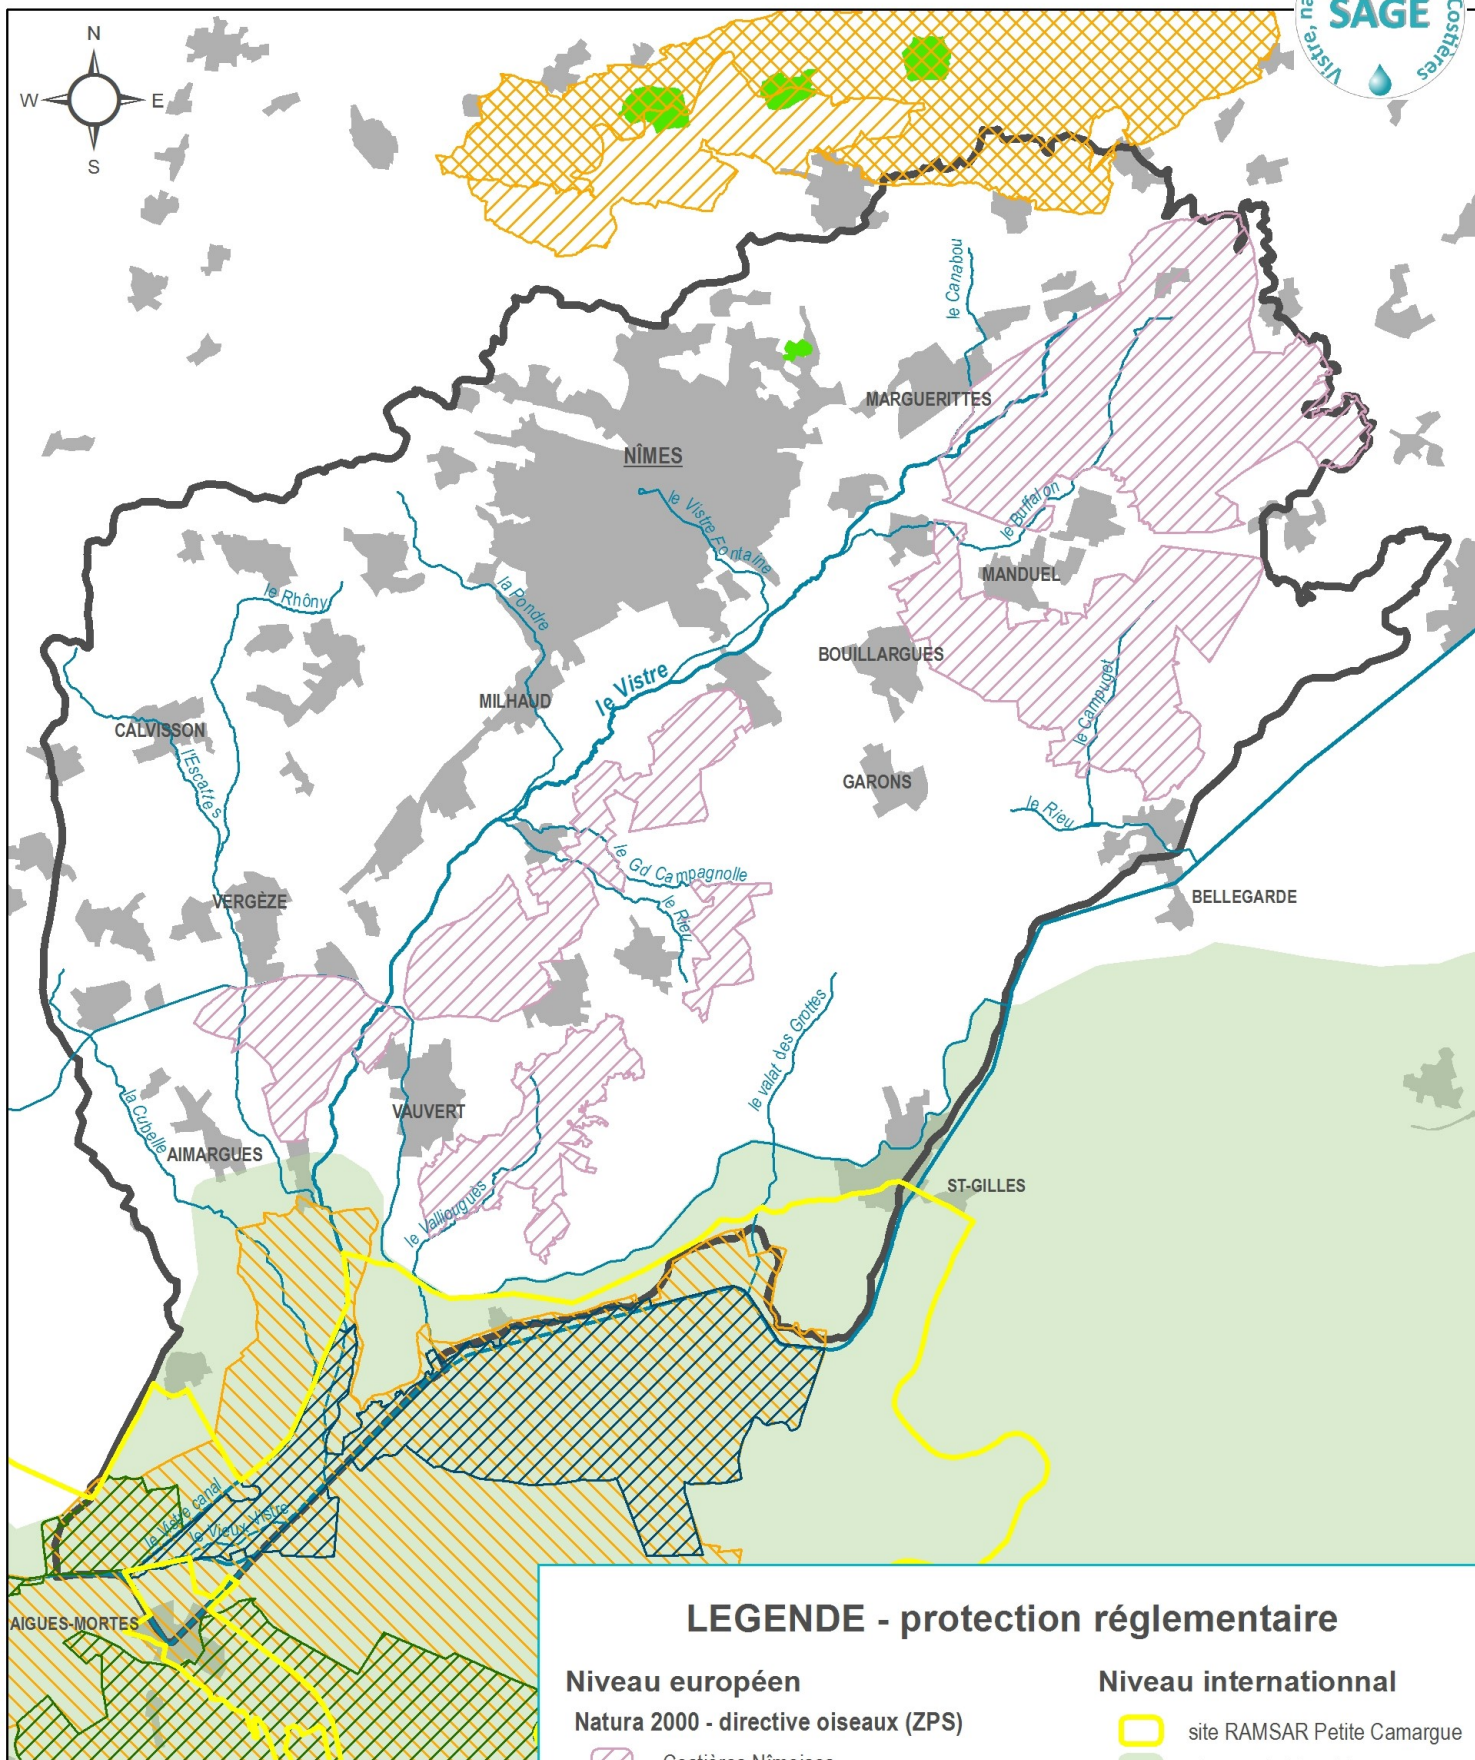 N
W
E
S
Vistre, na
SAGE
Costières
le Canabou
MARGUERITTES
NÎMES
le Vistre Fontaine
le Buffalon
MANDUEL
le Rhôny
la Pondre
BOUILLARGUES
le Vistre
MILHAUD
CALVISSON
le Campuget
l'Escattes
GARONS
le Rieu
le Gd Campagnolle
le Rieu
VERGÈZE
BELLEGARDE
le valat des Grottes
la Cubelle
VAUVERT
AIMARGUES
ST-GILLES
le Valliouguès
le Vistre canal
le Vieux Vistre
AIGUES-MORTES
LEGENDE - protection réglementaire
Niveau européen
Niveau internationnal
Natura 2000 - directive oiseaux (ZPS)
site RAMSAR Petite Camargue
Costières Nîmoises